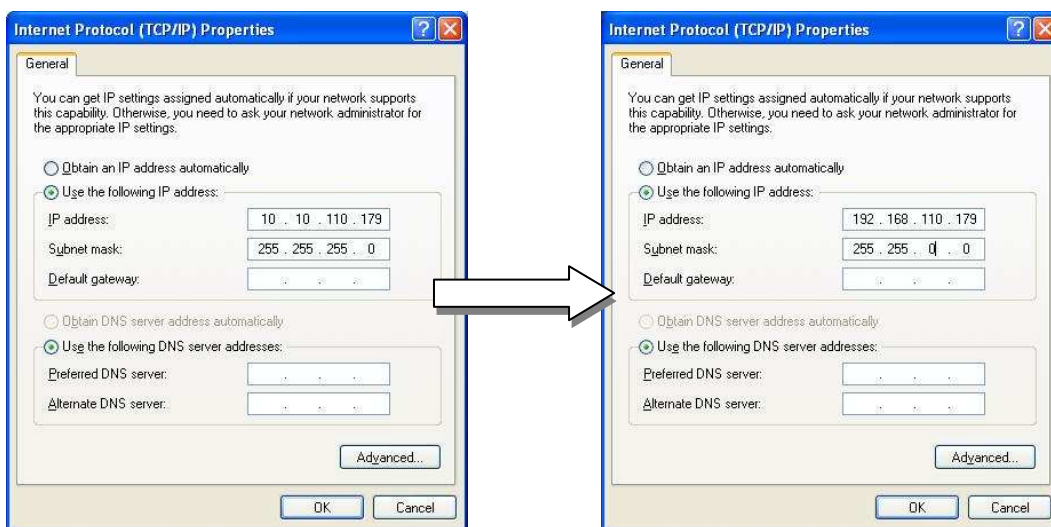 Internet Protocol (TCP/IP) Properties
General
You can get IP settings assigned automatically if your network supports
this capability. Otherwise, you need to ask your network administrator for
the appropriate IP settings.
Obtain an IP address automatically
Use the following IP address:
IP address: 10 . 10 . 110 . 179
Subnet mask: 255 . 255 . 255 . 0
Default gateway: . . .
Obtain DNS server address automatically
Use the following DNS server addresses:
Preferred DNS server: . . .
Alternate DNS server: . . .
Advanced...
OK Cancel
Internet Protocol (TCP/IP) Properties
General
You can get IP settings assigned automatically if your network supports
this capability. Otherwise, you need to ask your network administrator for
the appropriate IP settings.
Obtain an IP address automatically
Use the following IP address:
IP address: 192 . 168 . 110 . 179
Subnet mask: 255 . 255 . 0 . 0
Default gateway: . . .
Obtain DNS server address automatically
Use the following DNS server addresses:
Preferred DNS server: . . .
Alternate DNS server: . . .
Advanced...
OK Cancel